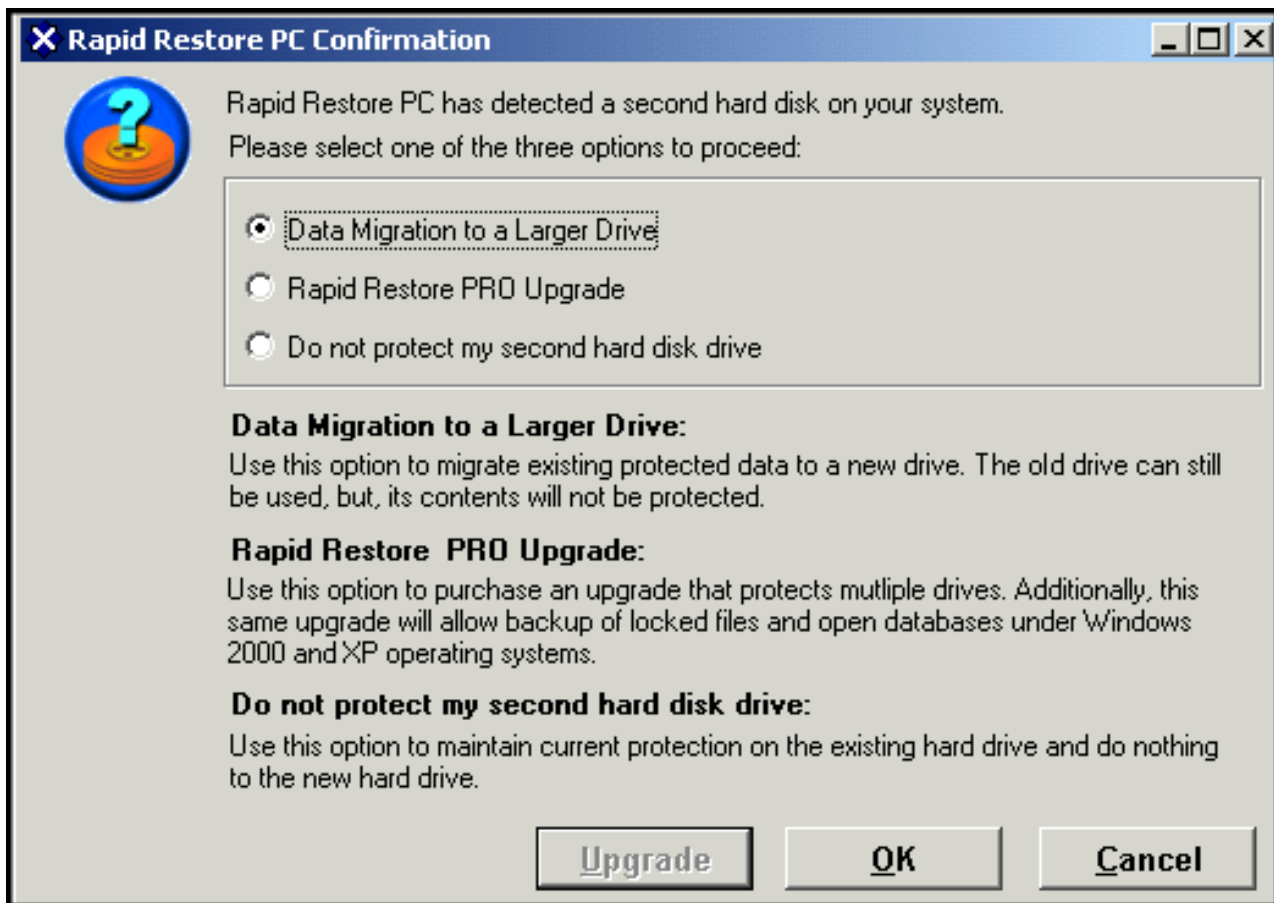 Rapid Restore PC Confirmation
Rapid Restore PC has detected a second hard disk on your system.
Please select one of the three options to proceed:
Data Migration to a Larger Drive
Rapid Restore PRO Upgrade
Do not protect my second hard disk drive
Data Migration to a Larger Drive:
Use this option to migrate existing protected data to a new drive. The old drive can still
be used, but, its contents will not be protected.
Rapid Restore  PRO Upgrade:
Use this option to purchase an upgrade that protects mutliple drives. Additionally, this
same upgrade will allow backup of locked files and open databases under Windows
2000 and XP operating systems.
Do not protect my second hard disk drive:
Use this option to maintain current protection on the existing hard drive and do nothing
to the new hard drive.
Upgrade OK Cancel